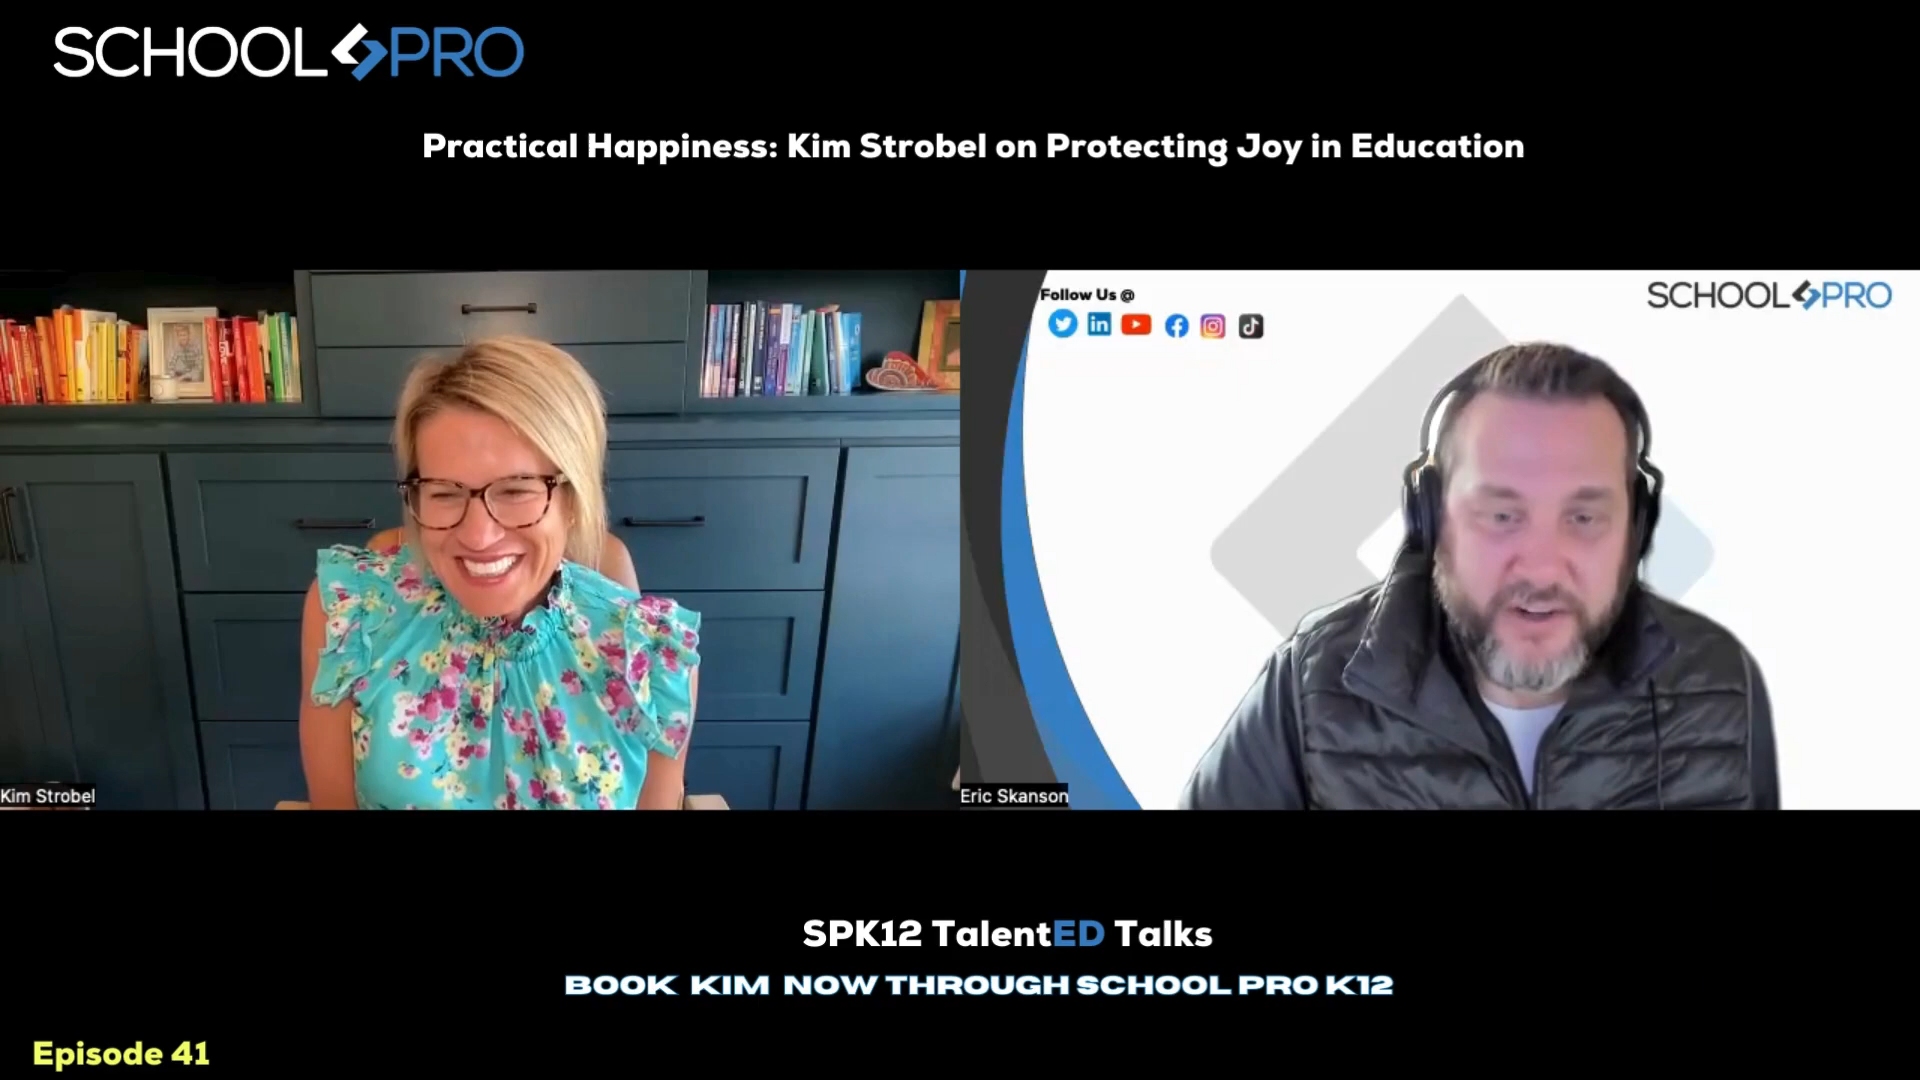 SCHOOL PRO
Practical Happiness: Kim Strobel on Protecting Joy in Education
Follow Us @
SCHOOL PRO
Kim Strobel
Eric Skanson
SPK12 TalentED Talks
BOOK KIM NOW THROUGH SCHOOL PRO K12
Episode 41